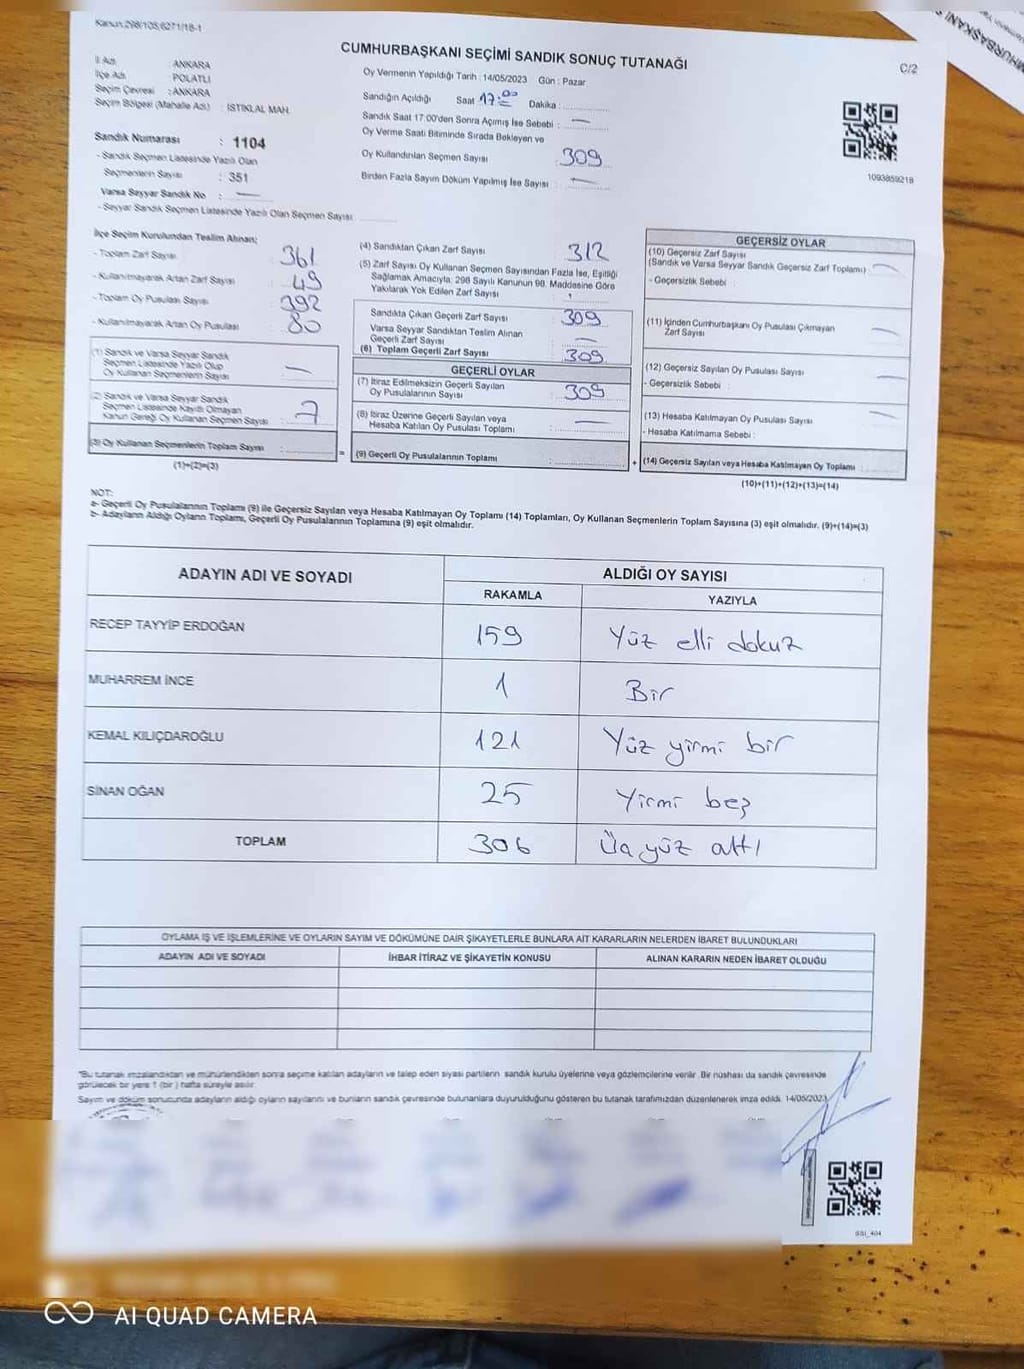 Kanun:298/105,6271/18-1
MHURBAŞKANI S
CUMHURBAŞKANI SEÇİMİ SANDIK SONUÇ TUTANAĞI
C/2
İl Adı : ANKARA
İlçe Adı : POLATLI
Seçim Çevresi : ANKARA
Seçim Bölgesi (Mahalle Adı) : İSTİKLAL MAH.
Sandık Numarası : 1104
- Sandık Seçmen Listesinde Yazılı Olan
Seçmenlerin Sayısı : 351
Varsa Seyyar Sandık No : —
- Seyyar Sandık Seçmen Listesinde Yazılı Olan Seçmen Sayısı
Oy Vermenin Yapıldığı Tarih : 14/05/2023 Gün : Pazar
Sandığın Açıldığı Saat 17.00 Dakika :
Sandık Saat 17:00'den Sonra Açılmış İse Sebebi : —
Oy Verme Saati Bitiminde Sırada Bekleyen ve
Oy Kullandırılan Seçmen Sayısı 309
Birden Fazla Sayım Döküm Yapılmış İse Sayısı : —
1093859218
İlçe Seçim Kurulundan Teslim Alınan;
- Toplam Zarf Sayısı 361
- Kullanılmayarak Artan Zarf Sayısı 49
- Toplam Oy Pusulası Sayısı 392
- Kullanılmayarak Artan Oy Pusulası 80
(1) Sandık ve Varsa Seyyar Sandık
Seçmen Listesinde Yazılı Olup
Oy Kullanan Seçmenlerin Sayısı —
(2) Sandık ve Varsa Seyyar Sandık
Seçmen Listesinde Kayıtlı Olmayan
Kanun Gereği Oy Kullanan Seçmen Sayısı : 7
(3) Oy Kullanan Seçmenlerin Toplam Sayısı :
(1)+(2)=(3)
(4) Sandıktan Çıkan Zarf Sayısı 312
(5) Zarf Sayısı Oy Kullanan Seçmen Sayısından Fazla İse, Eşitliği
Sağlamak Amacıyla; 298 Sayılı Kanunun 98. Maddesine Göre
Yakılarak Yok Edilen Zarf Sayısı
Sandıkta Çıkan Geçerli Zarf Sayısı : 309
Varsa Seyyar Sandıktan Teslim Alınan
Geçerli Zarf Sayısı : —
(6) Toplam Geçerli Zarf Sayısı 309
GEÇERLİ OYLAR
(7) İtiraz Edilmeksizin Geçerli Sayılan
Oy Pusulalarının Sayısı 309
(8) İtiraz Üzerine Geçerli Sayılan veya
Hesaba Katılan Oy Pusulası Toplamı : —
= (9) Geçerli Oy Pusulalarının Toplamı :
GEÇERSİZ OYLAR
(10) Geçersiz Zarf Sayısı
(Sandık ve Varsa Seyyar Sandık Geçersiz Zarf Toplamı) : —
- Geçersizlik Sebebi :
(11) İçinden Cumhurbaşkanı Oy Pusulası Çıkmayan
Zarf Sayısı —
(12) Geçersiz Sayılan Oy Pusulası Sayısı —
- Geçersizlik Sebebi :
(13) Hesaba Katılmayan Oy Pusulası Sayısı —
- Hesaba Katılmama Sebebi :
+ (14) Geçersiz Sayılan veya Hesaba Katılmayan Oy Toplamı :
(10)+(11)+(12)+(13)=(14)
NOT:
a- Geçerli Oy Pusulalarının Toplamı (9) ile Geçersiz Sayılan veya Hesaba Katılmayan Oy Toplamı (14) Toplamları, Oy Kullanan Seçmenlerin Toplam Sayısına (3) eşit olmalıdır. (9)+(14)=(3)
b- Adayların Aldığı Oyların Toplamı, Geçerli Oy Pusulalarının Toplamına (9) eşit olmalıdır.
ADAYIN ADI VE SOYADI ALDIĞI OY SAYISI
RAKAMLA YAZIYLA
RECEP TAYYİP ERDOĞAN 159 Yüz elli dokuz
MUHARREM İNCE 1 Bir
KEMAL KILIÇDAROĞLU 121 Yüz yirmi bir
SİNAN OĞAN 25 Yirmi beş
TOPLAM 306 Üç yüz altı
OYLAMA İŞ VE İŞLEMLERİNE VE OYLARIN SAYIM VE DÖKÜMÜNE DAİR ŞİKAYETLERLE BUNLARA AİT KARARLARIN NELERDEN İBARET BULUNDUKLARI
ADAYIN ADI VE SOYADI İHBAR İTİRAZ VE ŞİKAYETİN KONUSU ALINAN KARARIN NEDEN İBARET OLDUĞU
"Bu tutanak imzalandıktan ve mühürlendikten sonra seçime katılan adayların ve talep eden siyasi partilerin sandık kurulu üyelerine veya gözlemcilerine verilir. Bir nüshası da sandık çevresinde
görülecek bir yere 1 (bir) hafta süreyle asılır.
Sayım ve döküm sonucunda adayların aldığı oyların sayılarını ve bunların sandık çevresinde bulunanlara duyurulduğunu gösteren bu tutanak tarafımızdan düzenlenerek imza edildi. 14/05/2023
AI QUAD CAMERA